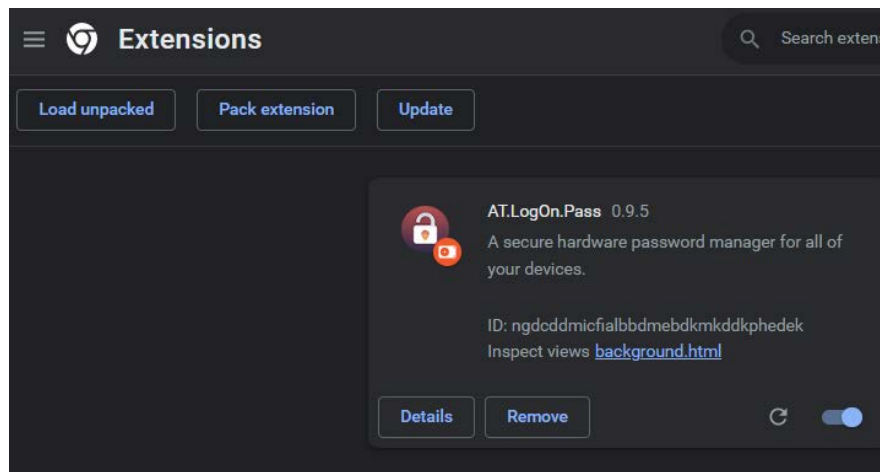 Extensions
Search exten
Load unpacked Pack extension Update
AT.LogOn.Pass 0.9.5
A secure hardware password manager for all of
your devices.
ID: ngdcddmicfialbbdmebdkmkddkphedek
Inspect views background.html
Details Remove